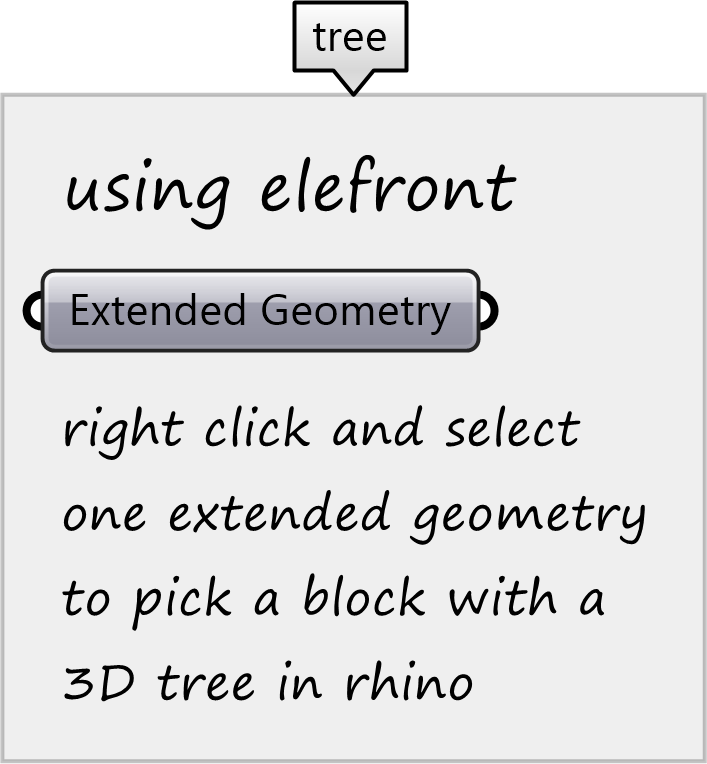 tree
using elefront
Extended Geometry
right click and select
one extended geometry
to pick a block with a
3D tree in rhino